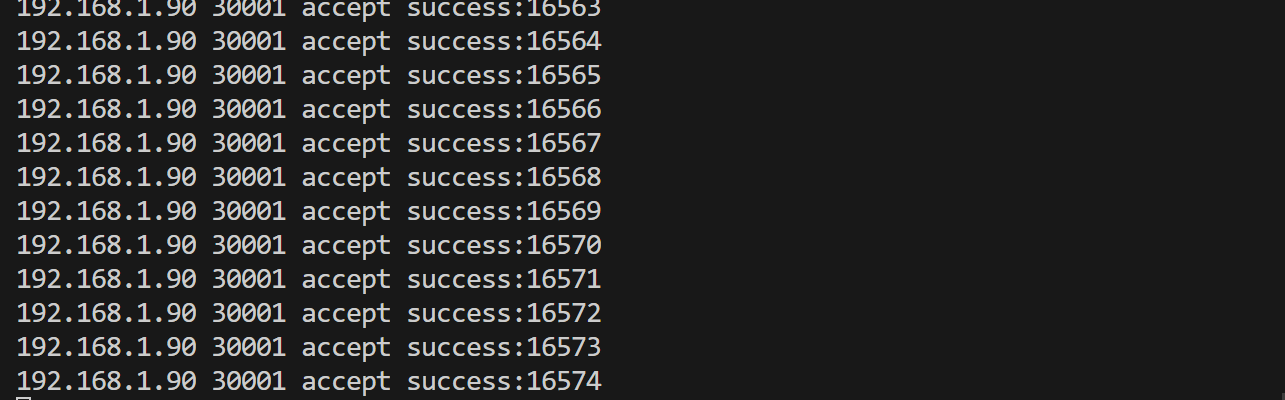 192.168.1.90 30001 accept success:16563
192.168.1.90 30001 accept success:16564
192.168.1.90 30001 accept success:16565
192.168.1.90 30001 accept success:16566
192.168.1.90 30001 accept success:16567
192.168.1.90 30001 accept success:16568
192.168.1.90 30001 accept success:16569
192.168.1.90 30001 accept success:16570
192.168.1.90 30001 accept success:16571
192.168.1.90 30001 accept success:16572
192.168.1.90 30001 accept success:16573
192.168.1.90 30001 accept success:16574